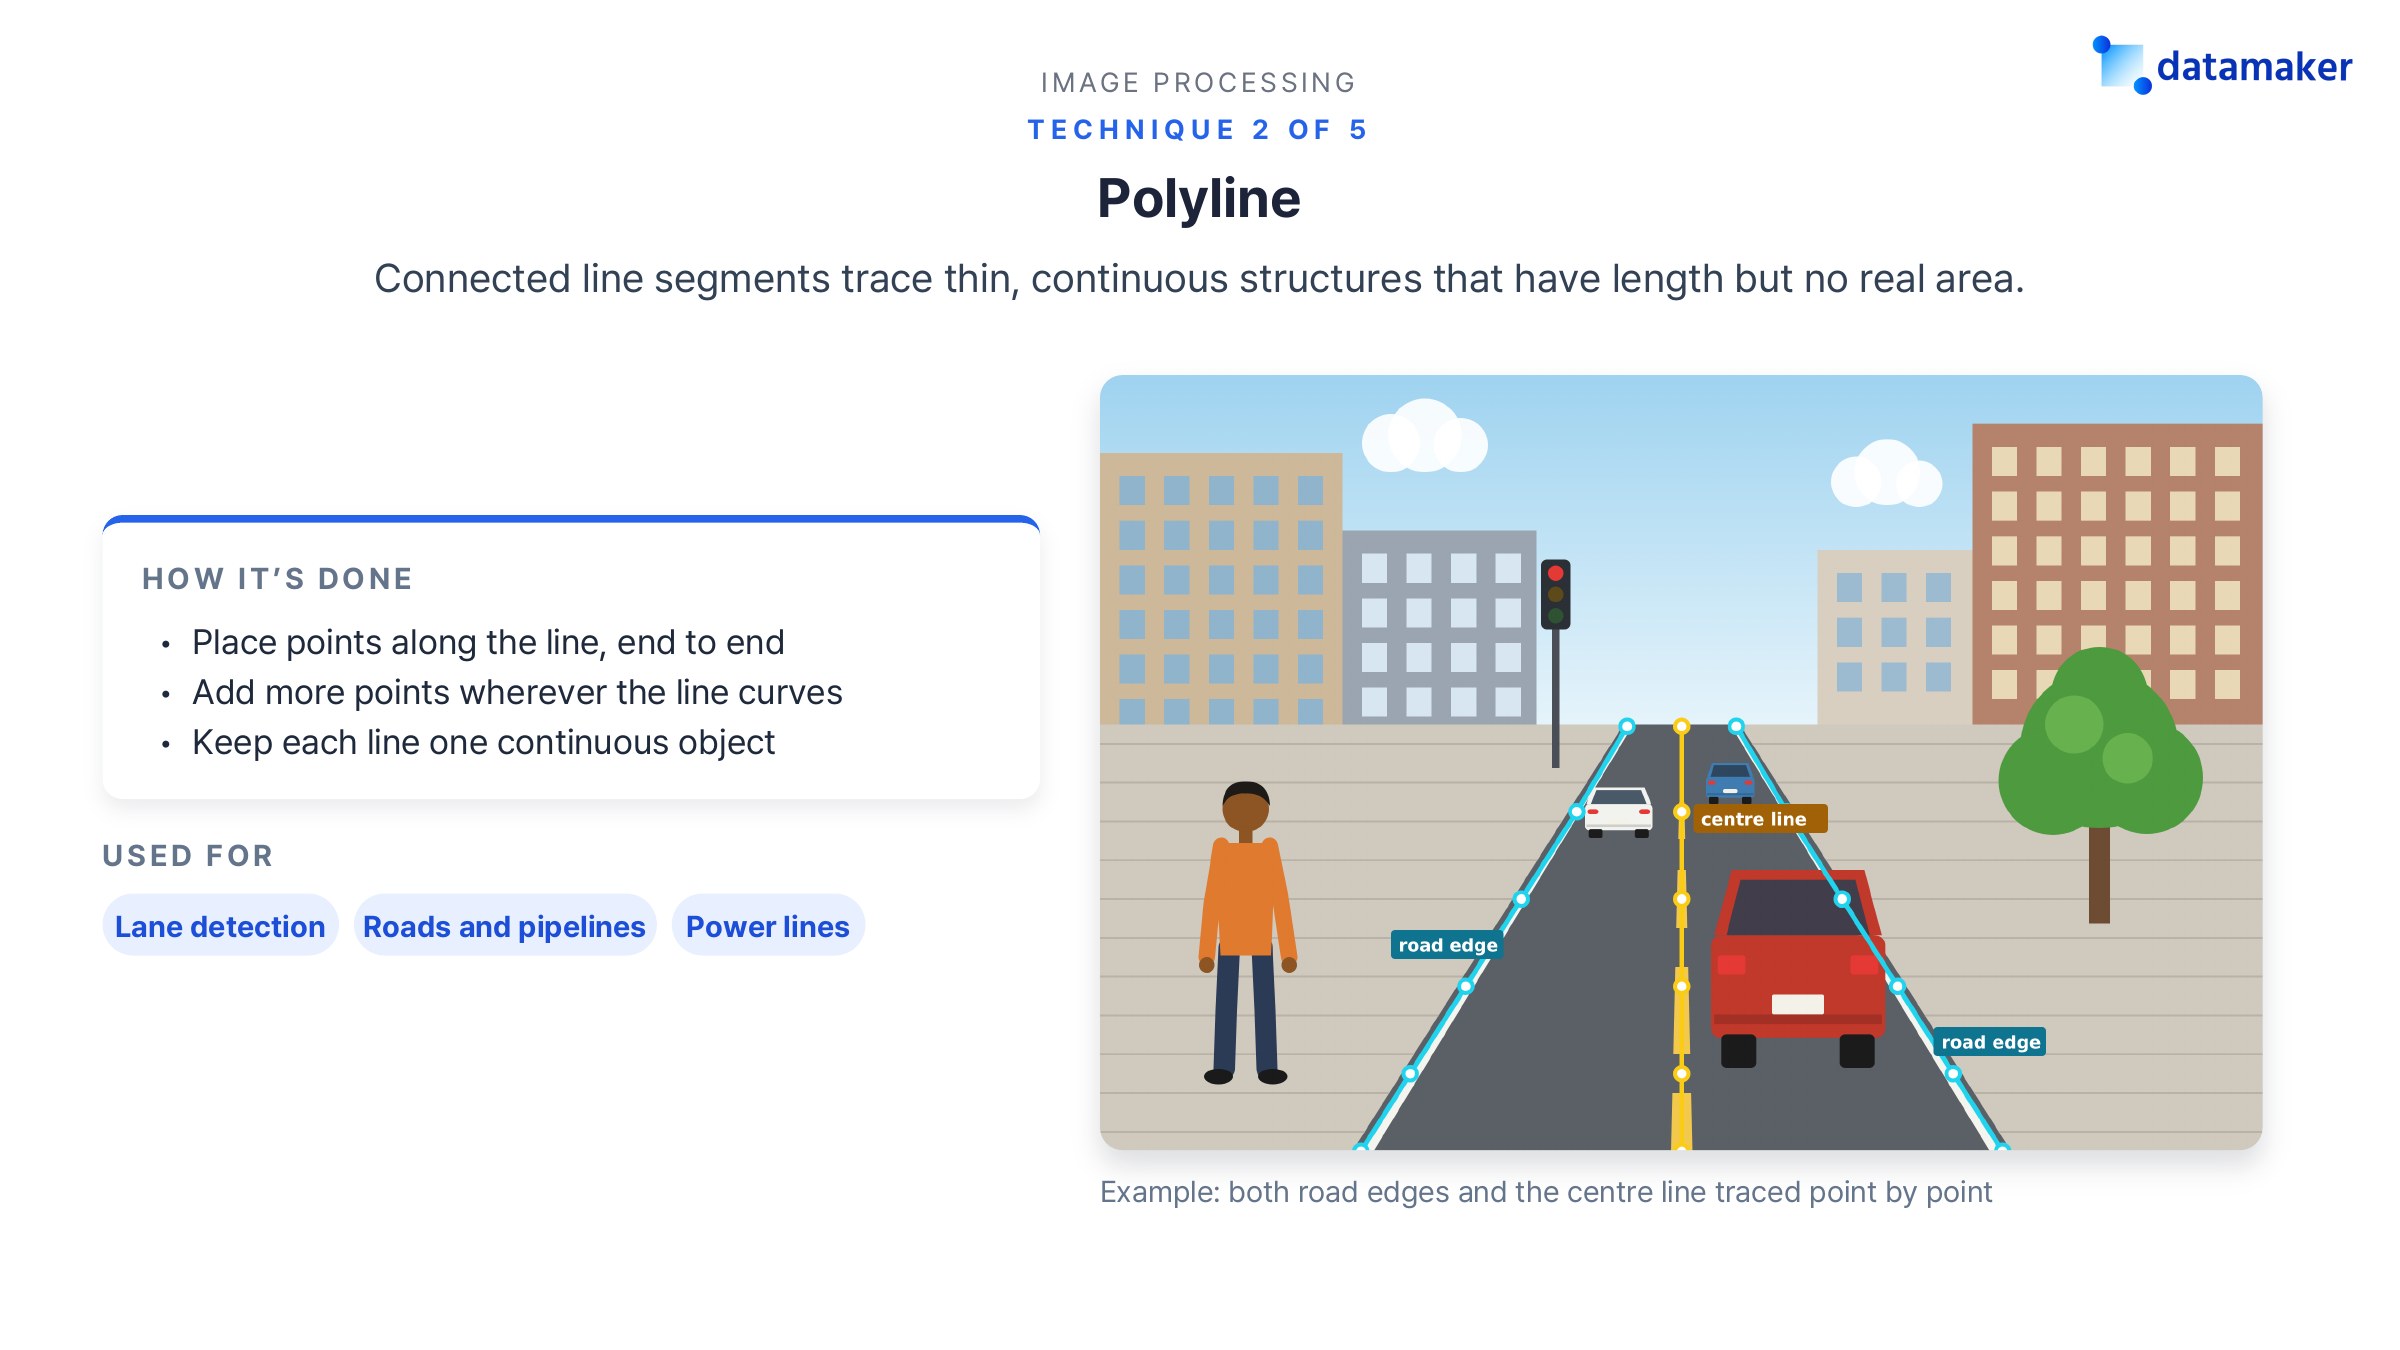 datamaker
IMAGE PROCESSING
TECHNIQUE 2 OF 5
Polyline
Connected line segments trace thin, continuous structures that have length but no real area.
HOW IT’S DONE
• Place points along the line, end to end
• Add more points wherever the line curves
• Keep each line one continuous object
USED FOR
Lane detection Roads and pipelines Power lines
centre line
road edge
road edge
Example: both road edges and the centre line traced point by point